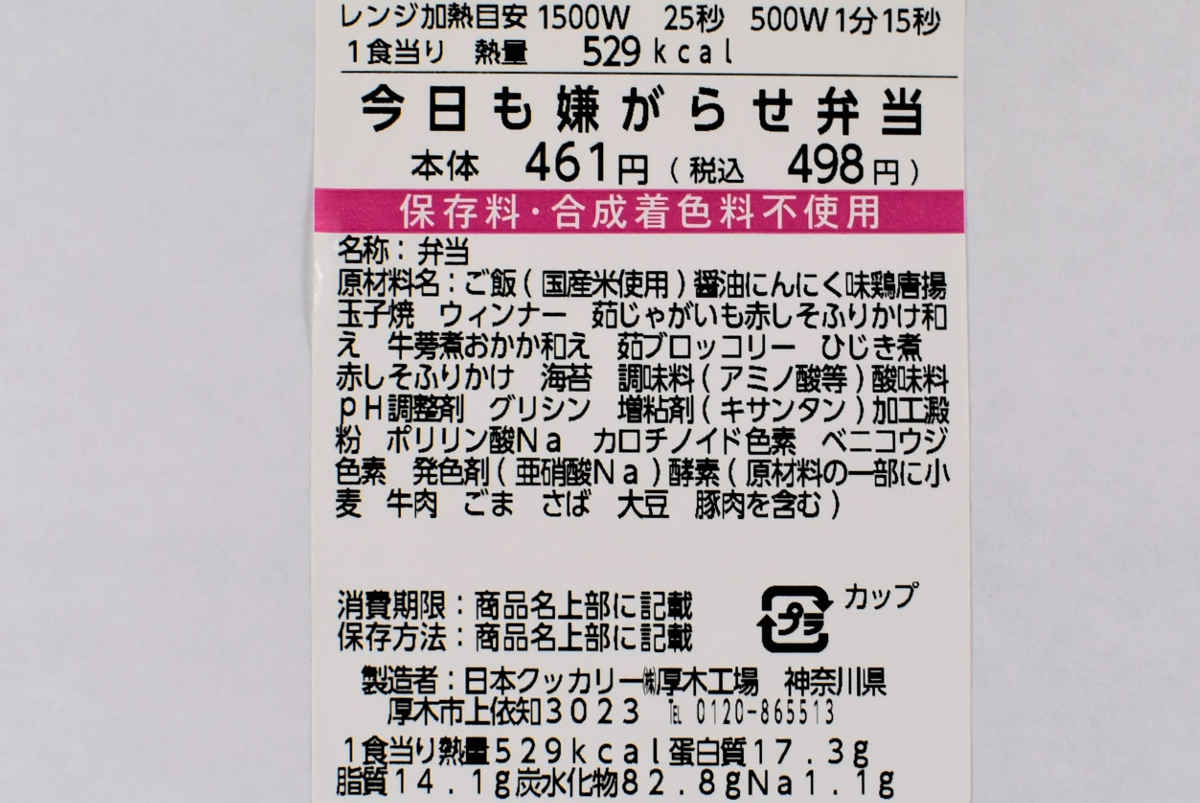 レンジ加熱目安 1500W 25秒 500W1分15秒
1食当り 熱量 529kcal
今日も嫌がらせ弁当
本体 461円(税込 498円)
保存料・合成着色料不使用
名称:弁当
原材料名:ご飯(国産米使用)醤油にんにく味鶏唐揚
玉子焼 ウィンナー 茹じゃがいも赤しそふりかけ和
え 牛蒡煮おかか和え 茹ブロッコリー ひじき煮
赤しそふりかけ 海苔 調味料(アミノ酸等)酸味料
pH調整剤 グリシン 増粘剤(キサンタン)加工澱
粉 ポリリン酸Na カロチノイド色素 ベニコウジ
色素 発色剤(亜硝酸Na)酵素(原材料の一部に小
麦 牛肉 ごま さば 大豆 豚肉を含む)
消費期限:商品名上部に記載
保存方法:商品名上部に記載
プラ カップ
製造者:日本クッカリー㈱厚木工場 神奈川県
厚木市上依知3023 ℡ 0120-865513
1食当り熱量529kcal蛋白質17.3g
脂質14.1g炭水化物82.8gNa1.1g